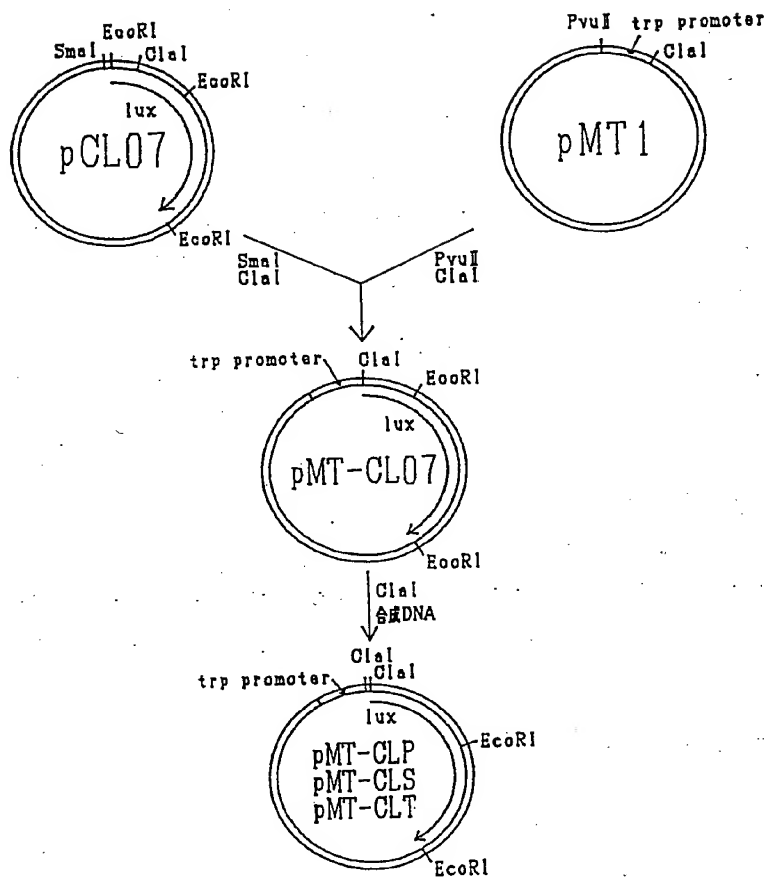 EcoRI
SmaI
ClaI
EcoRI
lux
pCL07
EcoRI
PvuⅡ trp promoter
ClaI
pMT1
SmaI
ClaI
PvuⅡ
ClaI
trp promoter
ClaI
EcoRI
lux
pMT-CL07
EcoRI
ClaI
合成DNA
ClaI
ClaI
trp promoter
lux
EcoRI
pMT-CLP
pMT-CLS
pMT-CLT
EcoRI